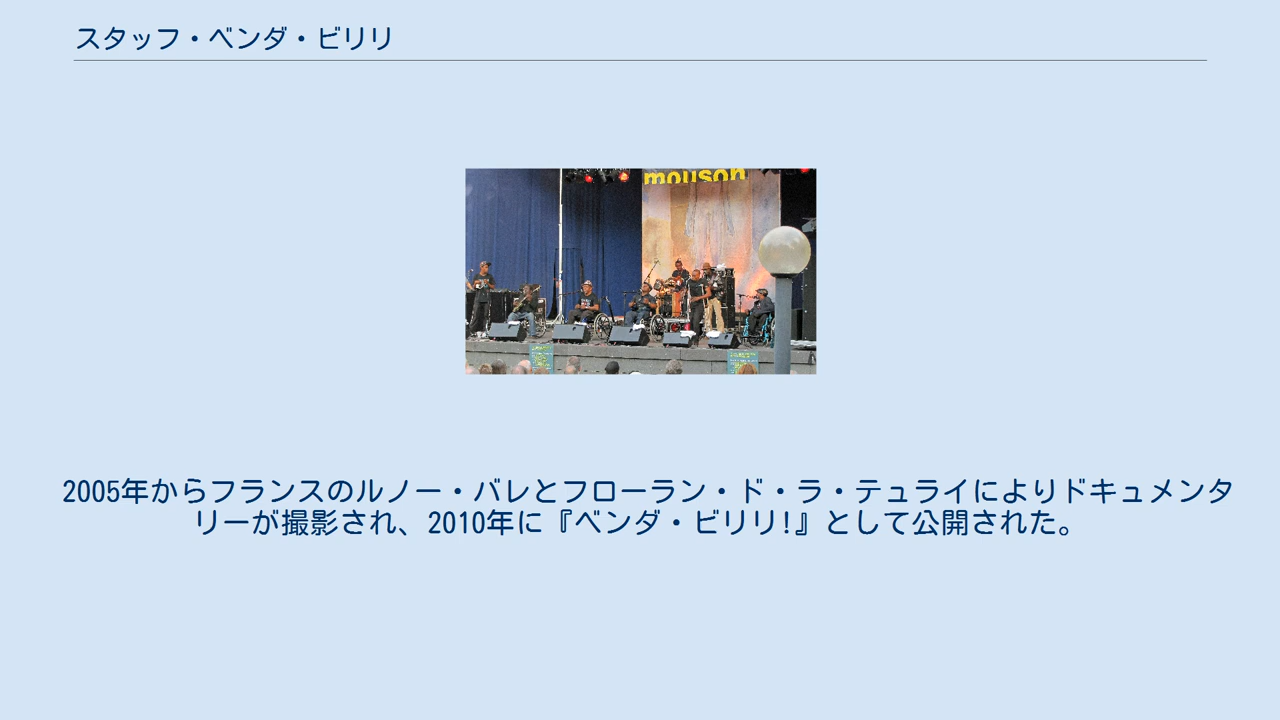 スタッフ・ベンダ・ビリリ
mouson
2005年からフランスのルノー・バレとフローラン・ド・ラ・テュライによりドキュメンタ
リーが撮影され、2010年に『ベンダ・ビリリ!』として公開された。